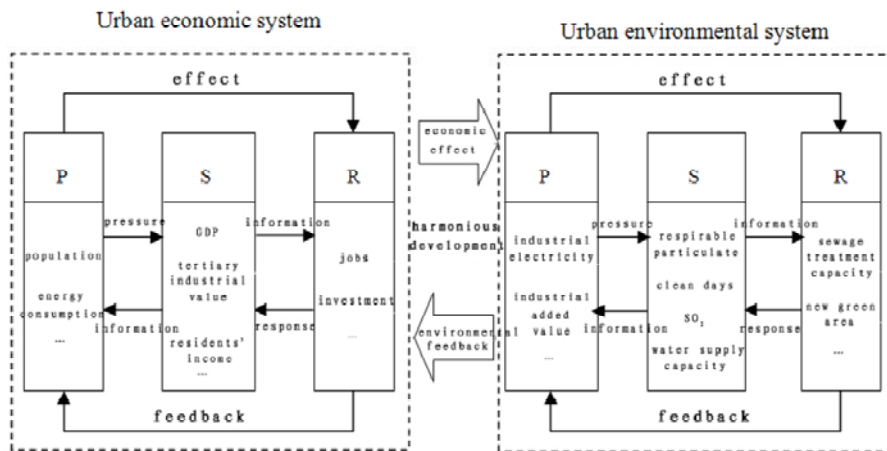 Urban economic system
effect
P
S
R
pressure
information
population
energy
consumption
...
GDP
tertiary
industrial
value
residents'
income
...
jobs
investment
...
information
response
feedback
economic
effect
harmonious
development
environmental
feedback
Urban environmental system
effect
P
S
R
pressure
information
industrial
electricity
industrial
added
value
...
respirable
particulate
clean days
SO₂
water supply
capacity
...
sewage
treatment
capacity
new green
area
...
information
response
feedback